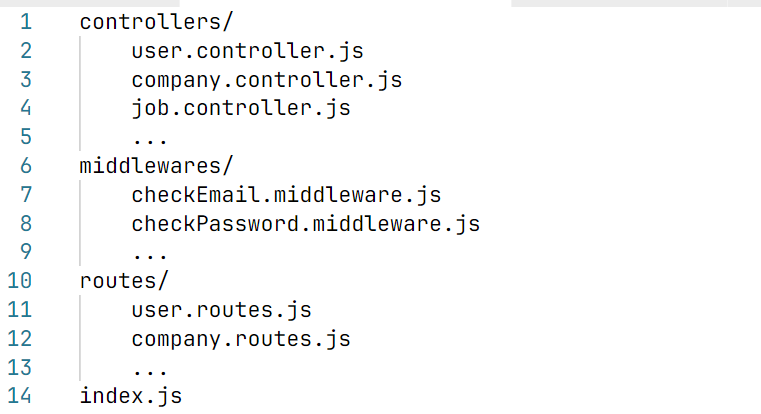 1 controllers/
2 user.controller.js
3 company.controller.js
4 job.controller.js
5 ...
6 middlewares/
7 checkEmail.middleware.js
8 checkPassword.middleware.js
9 ...
10 routes/
11 user.routes.js
12 company.routes.js
13 ...
14 index.js